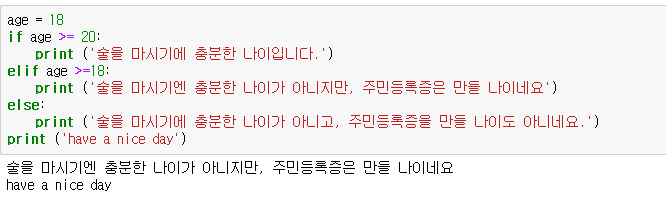 age = 18
if age >= 20:
    print ('술을 마시기에 충분한 나이입니다.')
elif age >=18:
    print ('술을 마시기엔 충분한 나이가 아니지만, 주민등록증은 만들 나이네요')
else:
    print ('술을 마시기에 충분한 나이가 아니고, 주민등록증을 만들 나이도 아니네요.')
print ('have a nice day')
술을 마시기엔 충분한 나이가 아니지만, 주민등록증은 만들 나이네요
have a nice day